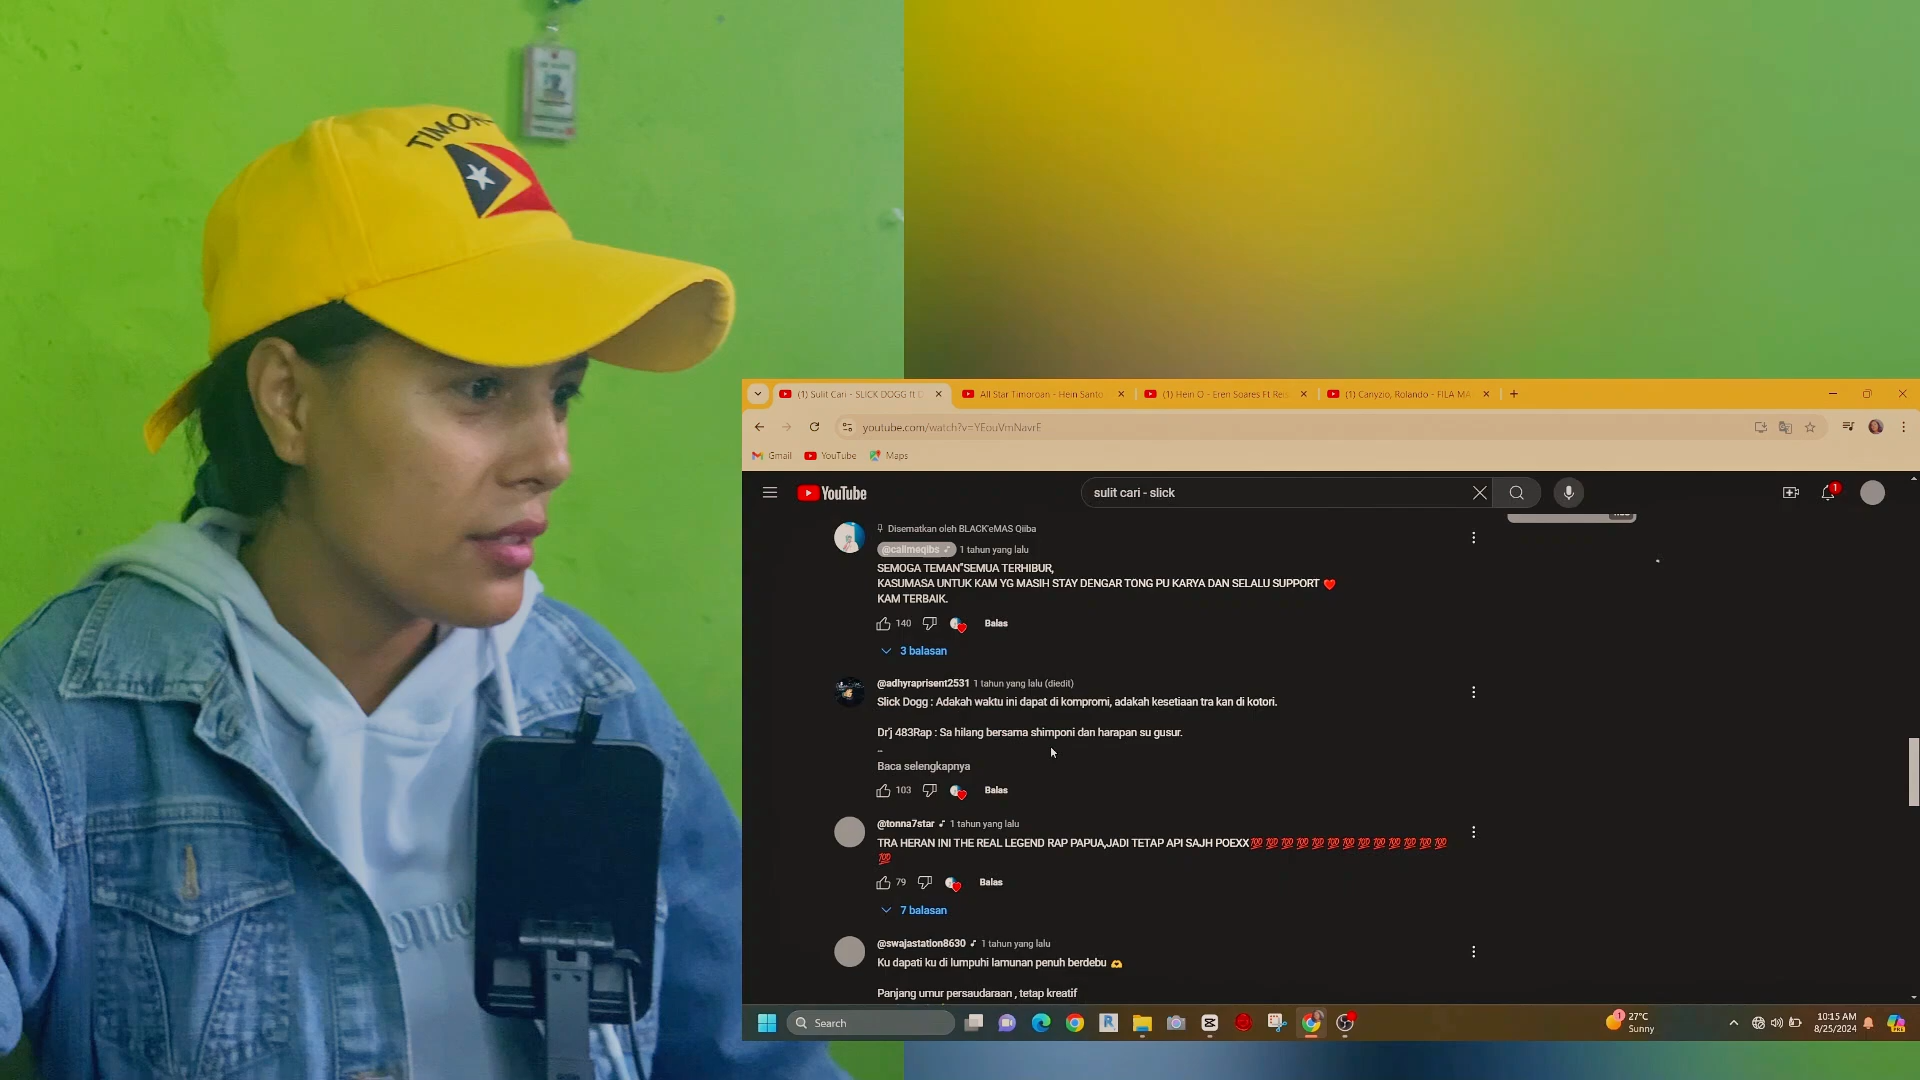 TIMOR-
(1) Sulit Cari - SLICK DOGG ft D
All Star Timoroan - Hein Santo
(1) Hein O - Eren Soares Ft Reis
(1) Canyzio, Rolando - FILA MA
youtube.com/watch?v=YEouVmNavrE
Gmail
YouTube
Maps
YouTube
sulit cari - slick
1
Disematkan oleh BLACK'eMAS Qiiba
@calimeqibs
1 tahun yang lalu
SEMOGA TEMAN"SEMUA TERHIBUR,
KASUMASA UNTUK KAM YG MASIH STAY DENGAR TONG PU KARYA DAN SELALU SUPPORT ❤️
KAM TERBAIK.
140
Balas
3 balasan
@adhyraprisent2531 1 tahun yang lalu (diedit)
Slick Dogg : Adakah waktu ini dapat di kompromi, adakah kesetiaan tra kan di kotori.
Dr'j 483Rap : Sa hilang bersama shimponi dan harapan su gusur.
Baca selengkapnya
103
Balas
@tonna7star 1 tahun yang lalu
TRA HERAN INI THE REAL LEGEND RAP PAPUA,JADI TETAP API SAJH POEXX💯💯💯💯💯💯💯💯💯💯💯💯💯
💯
79
Balas
7 balasan
@swajastation8630 1 tahun yang lalu
Ku dapati ku di lumpuhi lamunan penuh berdebu 🫶
Panjang umur persaudaraan , tetap kreatif
Search
1
27°C
Sunny
10:15 AM
8/25/2024